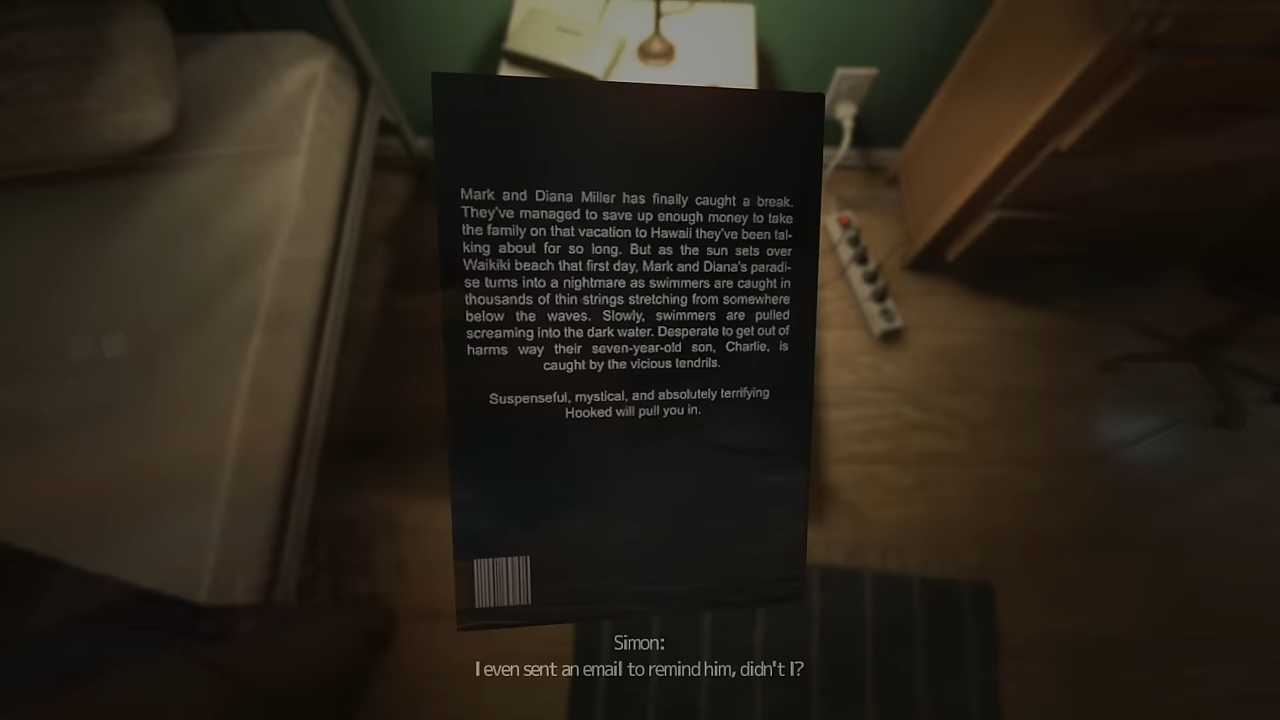 Mark and Diana Miller has finally caught a break.
They've managed to save up enough money to take
the family on that vacation to Hawaii they've been tal-
king about for so long. But as the sun sets over
Waikiki beach that first day, Mark and Diana's paradi-
se turns into a nightmare as swimmers are caught in
thousands of thin strings stretching from somewhere
below the waves. Slowly, swimmers are pulled
screaming into the dark water. Desperate to get out of
harms way their seven-year-old son, Charlie, is
caught by the vicious tendrils.
Suspenseful, mystical, and absolutely terrifying
Hooked will pull you in.
Simon:
I even sent an email to remind him, didn't I?